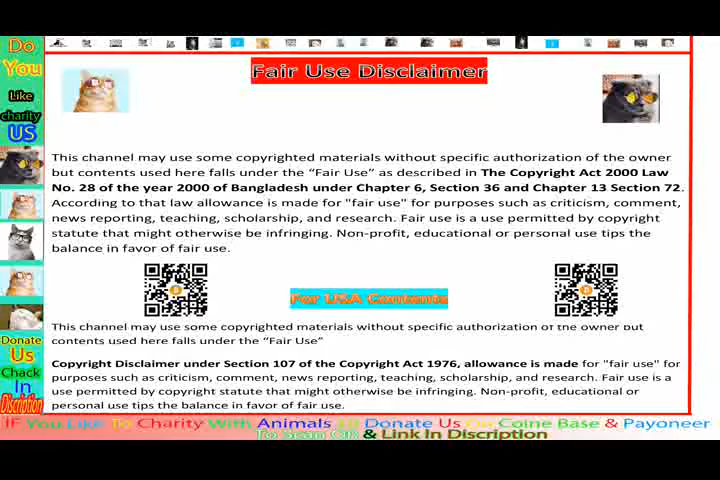 Do
You
Like
charity
US
Donate
Us
Chack
In
Discription
Fair Use Disclaimer
This channel may use some copyrighted materials without specific authorization of the owner
but contents used here falls under the “Fair Use” as described in The Copyright Act 2000 Law
No. 28 of the year 2000 of Bangladesh under Chapter 6, Section 36 and Chapter 13 Section 72.
According to that law allowance is made for "fair use" for purposes such as criticism, comment,
news reporting, teaching, scholarship, and research. Fair use is a use permitted by copyright
statute that might otherwise be infringing. Non-profit, educational or personal use tips the
balance in favor of fair use.
For USA Contents
This channel may use some copyrighted materials without specific authorization of the owner but
contents used here falls under the “Fair Use”
Copyright Disclaimer under Section 107 of the Copyright Act 1976, allowance is made for "fair use" for
purposes such as criticism, comment, news reporting, teaching, scholarship, and research. Fair use is a
use permitted by copyright statute that might otherwise be infringing. Non-profit, educational or
personal use tips the balance in favor of fair use.
IF You Like To Charity With Animals Donate Us On Coine Base & Payoneer
To Scan QR & Link In Discription